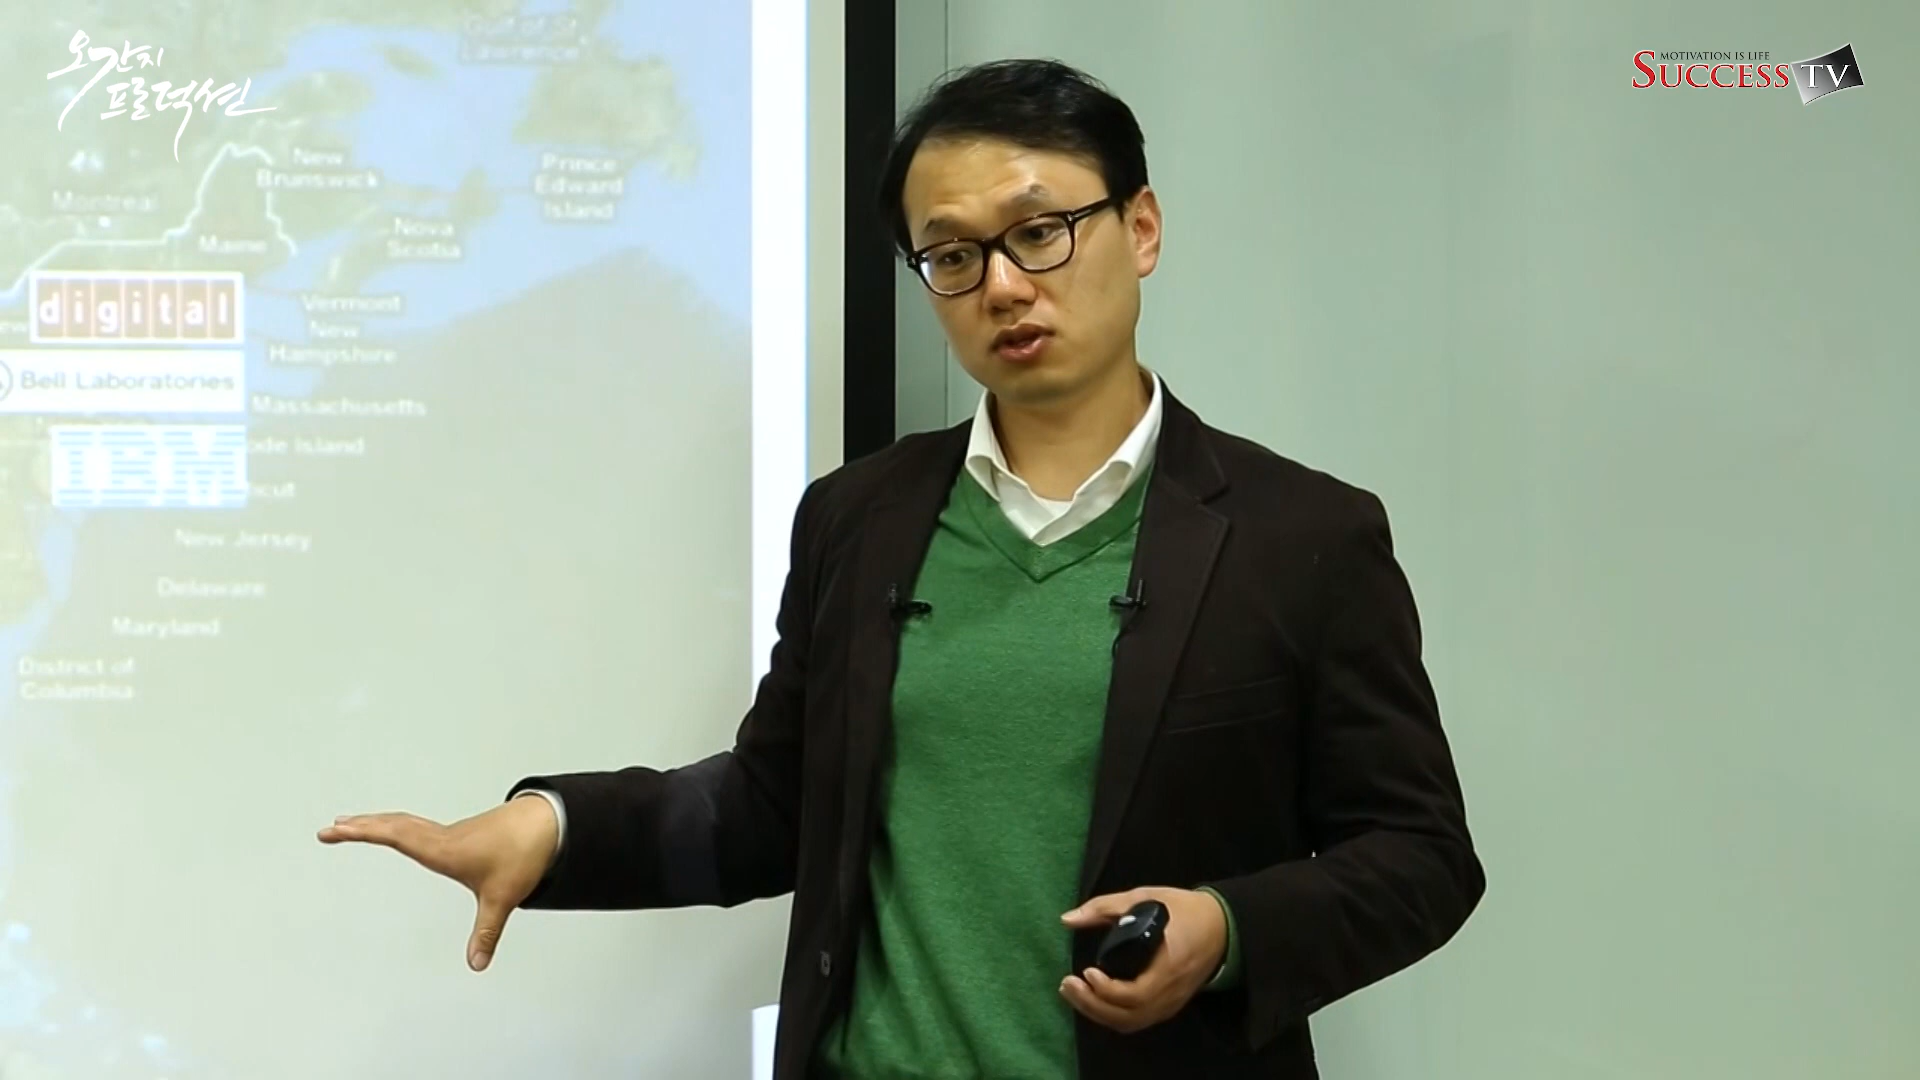 오가지
프로덕션
MOTIVATION IS LIFE
SUCCESS TV
Gulf of St
Lawrence
New
Brunswick
Prince
Edward
Island
Montreal
Nova
Scotia
Maine
digital
Vermont
New
Hampshire
Bell Laboratories
Massachusetts
ode Island
IBM
icut
New Jersey
Delaware
Maryland
District of
Columbia